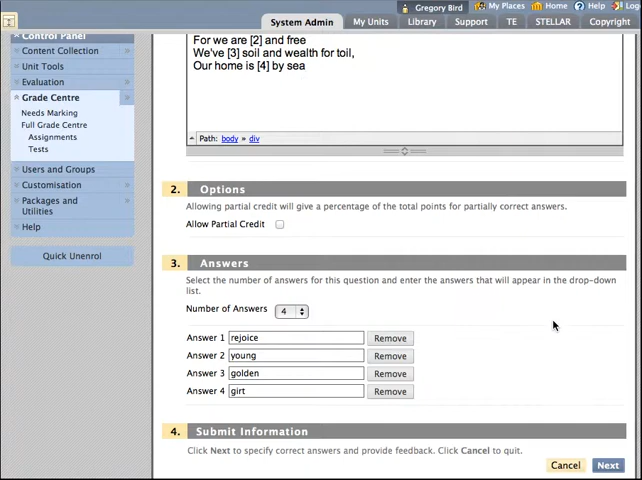 Gregory Bird
My Places
Home
Help
System Admin
My Units
Library
Support
TE
STELLAR
Copyright
Control Panel
Content Collection
Unit Tools
Evaluation
Grade Centre
Needs Marking
Full Grade Centre
Assignments
Tests
Users and Groups
Customisation
Packages and
Utilities
Help
Quick Unenrol
For we are [2] and free
We've [3] soil and wealth for toil,
Our home is [4] by sea
Path: body » div
2. Options
Allowing partial credit will give a percentage of the total points for partially correct answers.
Allow Partial Credit
3. Answers
Select the number of answers for this question and enter the answers that will appear in the drop-down
list.
Number of Answers 4
Answer 1 rejoice Remove
Answer 2 young Remove
Answer 3 golden Remove
Answer 4 girt Remove
4. Submit Information
Click Next to specify correct answers and provide feedback. Click Cancel to quit.
Cancel Next